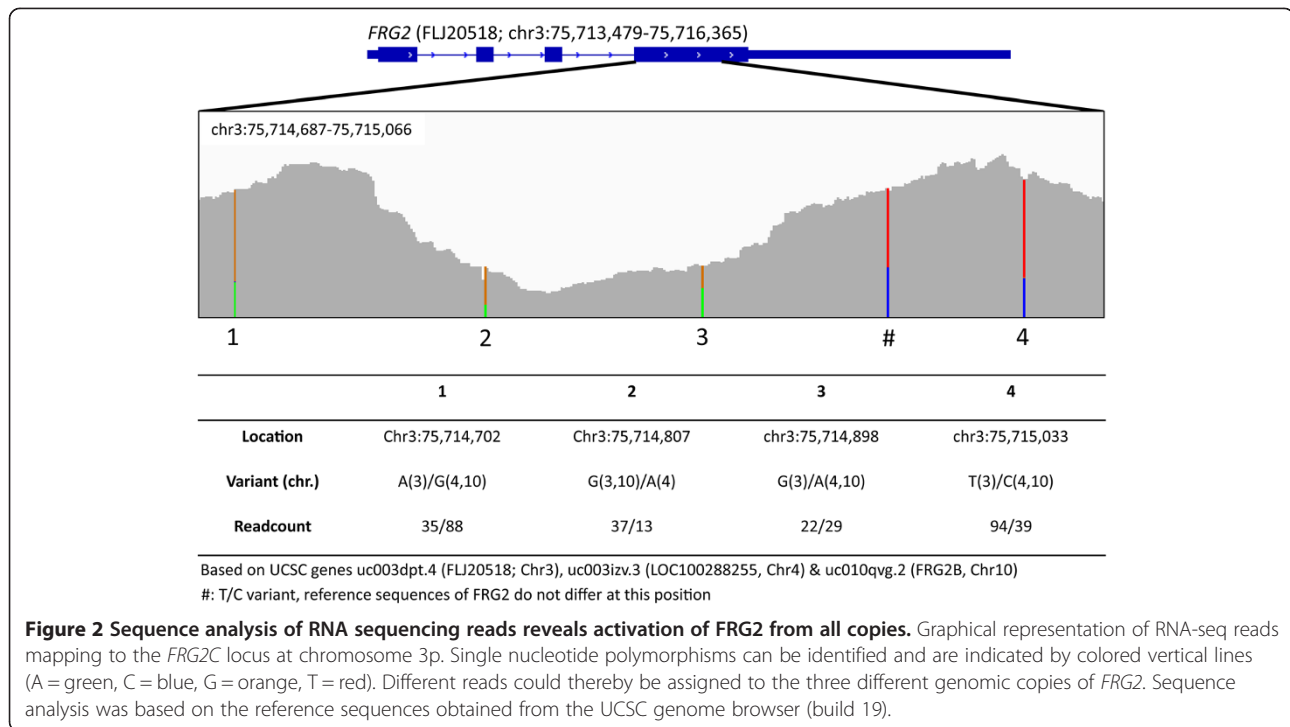 FRG2 (FLJ20518; chr3:75,713,479-75,716,365)
chr3:75,714,687-75,715,066
1 2 3 # 4
1 2 3 4
Location Chr3:75,714,702 Chr3:75,714,807 chr3:75,714,898 chr3:75,715,033
Variant (chr.) A(3)/G(4,10) G(3,10)/A(4) G(3)/A(4,10) T(3)/C(4,10)
Readcount 35/88 37/13 22/29 94/39
Based on UCSC genes uc003dpt.4 (FLJ20518; Chr3), uc003izv.3 (LOC100288255, Chr4) & uc010qvg.2 (FRG2B, Chr10)
#: T/C variant, reference sequences of FRG2 do not differ at this position
Figure 2 Sequence analysis of RNA sequencing reads reveals activation of FRG2 from all copies. Graphical representation of RNA-seq reads
mapping to the FRG2C locus at chromosome 3p. Single nucleotide polymorphisms can be identified and are indicated by colored vertical lines
(A = green, C = blue, G = orange, T = red). Different reads could thereby be assigned to the three different genomic copies of FRG2. Sequence
analysis was based on the reference sequences obtained from the UCSC genome browser (build 19).